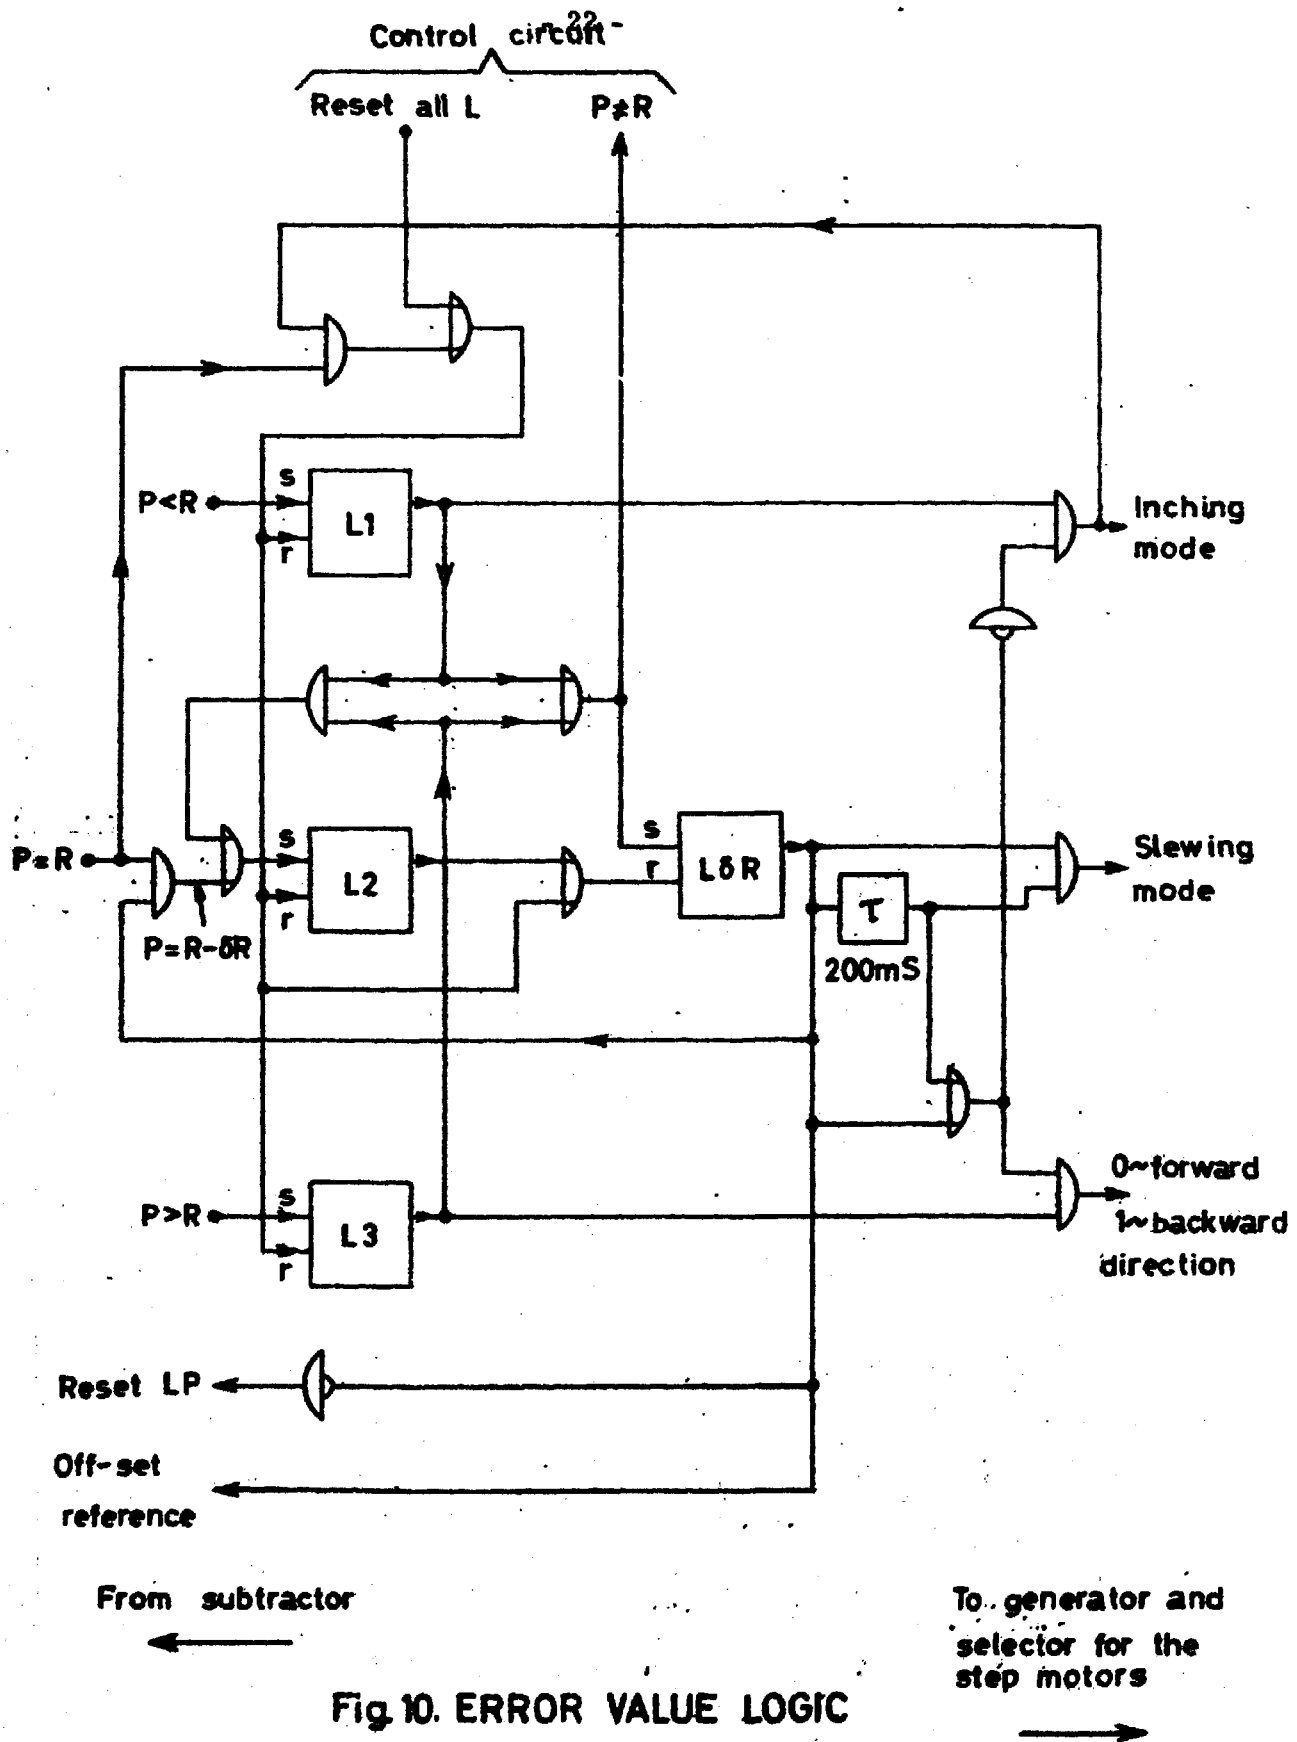 - 22 -
Control circuit
Reset all L
P≠R
s
P<R
L1
r
Inching
mode
s
P=R
L2
r
P=R-δR
s
r
LδR
τ
200mS
Slewing
mode
s
P>R
L3
r
0~forward
1~backward
direction
Reset LP
Off-set
reference
From subtractor
To generator and
selector for the
step motors
Fig. 10. ERROR VALUE LOGIC